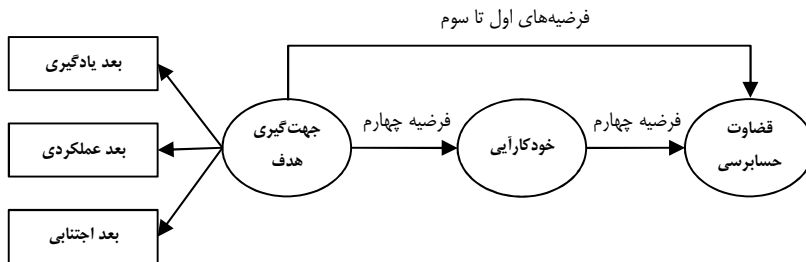 فرضیه‌های اول تا سوم
بعد یادگیری
بعد عملکردی
بعد اجتنابی
جهت‌گیری
هدف
فرضیه چهارم
خودکارآیی
فرضیه چهارم
قضاوت
حسابرسی